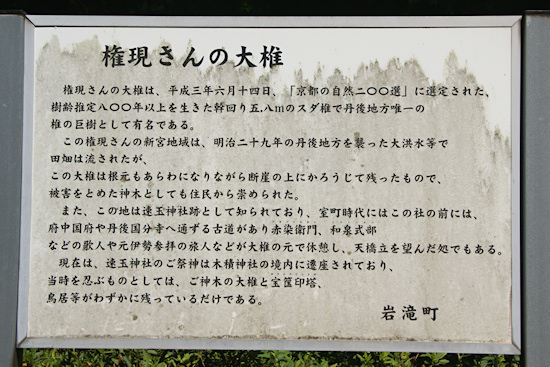 権現さんの大椎
権現さんの大椎は、平成三年六月十四日、「京都の自然二〇〇選」に選定された、
樹齢推定八〇〇年以上を生きた幹回り五.八mのスダ椎で丹後地方唯一の
椎の巨樹として有名である。
この権現さんの新宮地域は、明治二十九年の丹後地方を襲った大洪水等で
田畑は流されたが、
この大椎は根元もあらわになりながら断崖の上にかろうじて残ったもので、
被害をとめた神木としても住民から崇められた。
また、この地は速玉神社跡として知られており、室町時代にはこの社の前には、
府中国府や丹後国分寺へ通ずる古道があり赤染衛門、和泉式部
などの歌人や元伊勢参拝の旅人などが大椎の元で休憩し、天橋立を望んだ処でもある。
現在は、速玉神社のご祭神は木積神社の境内に遷座されており、
当時を忍ぶものとしては、ご神木の大椎と宝篋印塔、
鳥居等がわずかに残っているだけである。
岩滝町